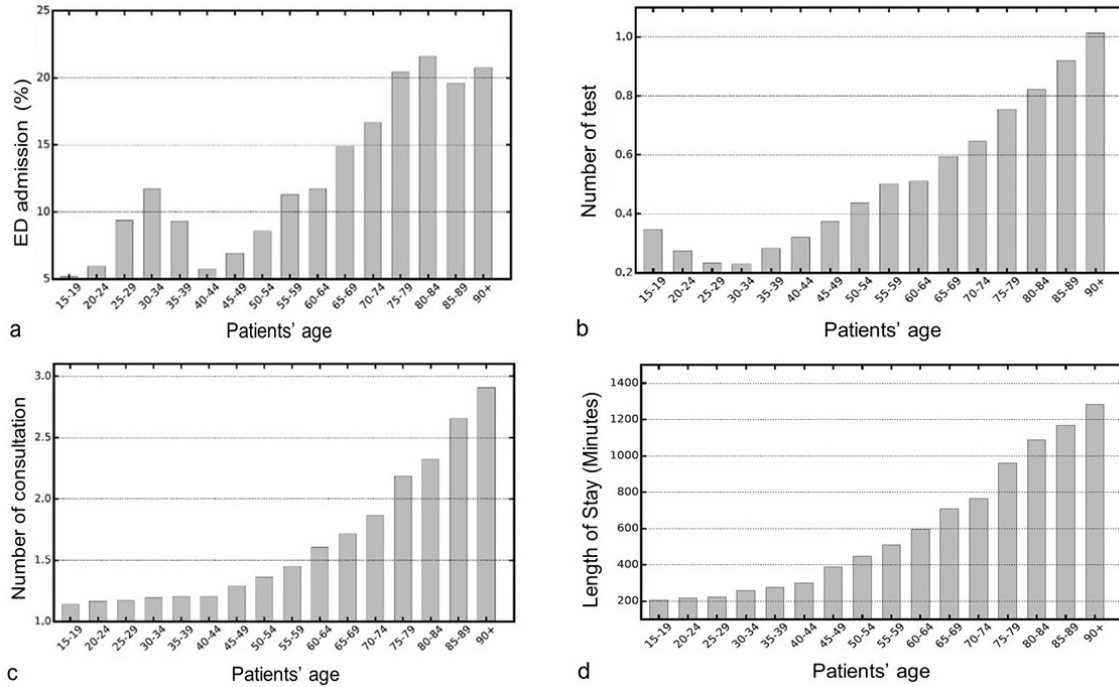 25
20
15
10
5
ED admission (%)
15-19 20-24 25-29 30-34 35-39 40-44 45-49 50-54 55-59 60-64 65-69 70-74 75-79 80-84 85-89 90+
a
Patients' age
1,0
0,8
0,6
0,4
0,2
Number of test
15-19 20-24 25-29 30-34 35-39 40-44 45-49 50-54 55-59 60-64 65-69 70-74 75-79 80-84 85-89 90+
b
Patients' age
3,0
2,5
2,0
1,5
1,0
Number of consultation
15-19 20-24 25-29 30-34 35-39 40-44 45-49 50-54 55-59 60-64 65-69 70-74 75-79 80-84 85-89 90+
c
Patients' age
1400
1200
1000
800
600
400
200
Length of Stay (Minutes)
15-19 20-24 25-29 30-34 35-39 40-44 45-49 50-54 55-59 60-64 65-69 70-74 75-79 80-84 85-89 90+
d
Patients' age